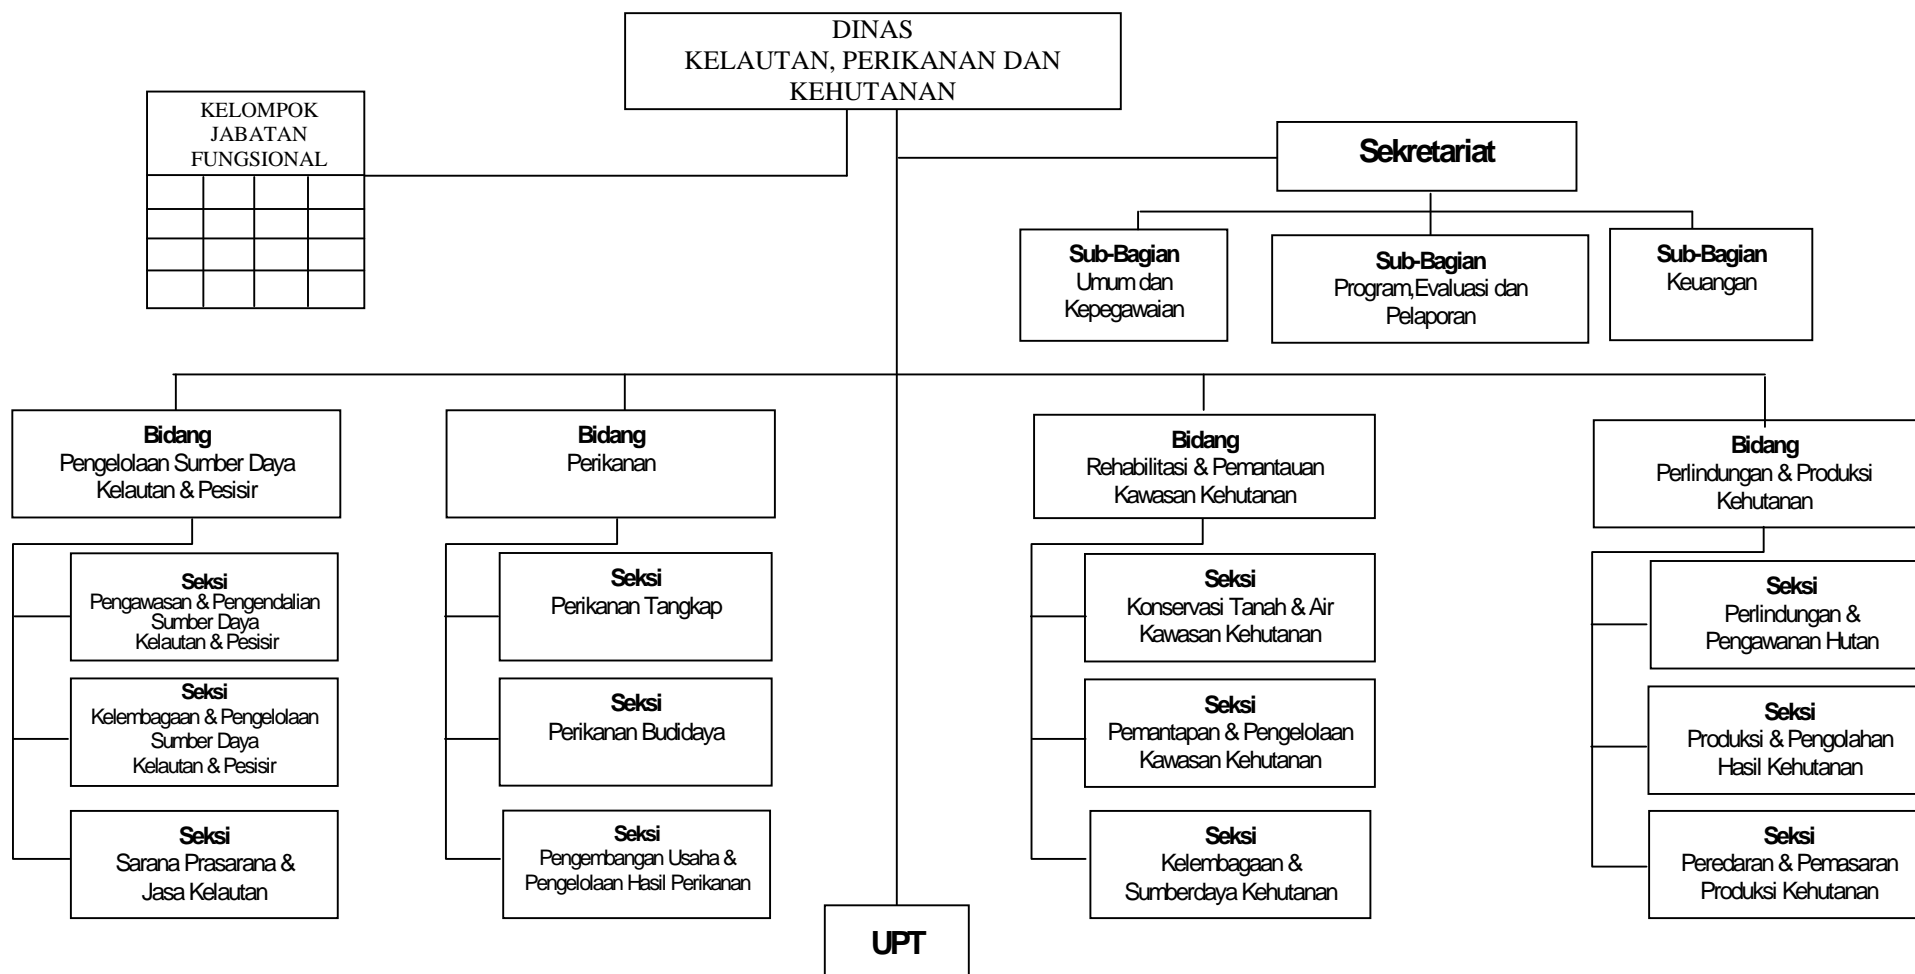 DINAS
KELAUTAN, PERIKANAN DAN
KEHUTANAN
KELOMPOK
JABATAN
FUNGSIONAL
Sekretariat
Sub-Bagian
Umum dan
Kepegawaian
Sub-Bagian
Program,Evaluasi dan
Pelaporan
Sub-Bagian
Keuangan
Bidang
Pengelolaan Sumber Daya
Kelautan & Pesisir
Bidang
Perikanan
Bidang
Rehabilitasi & Pemantauan
Kawasan Kehutanan
Bidang
Perlindungan & Produksi
Kehutanan
Seksi
Pengawasan & Pengendalian
Sumber Daya
Kelautan & Pesisir
Seksi
Perikanan Tangkap
Seksi
Konservasi Tanah & Air
Kawasan Kehutanan
Seksi
Perlindungan &
Pengawanan Hutan
Seksi
Kelembagaan & Pengelolaan
Sumber Daya
Kelautan & Pesisir
Seksi
Perikanan Budidaya
Seksi
Pemantapan & Pengelolaan
Kawasan Kehutanan
Seksi
Produksi & Pengolahan
Hasil Kehutanan
Seksi
Sarana Prasarana &
Jasa Kelautan
Seksi
Pengembangan Usaha &
Pengelolaan Hasil Perikanan
Seksi
Kelembagaan &
Sumberdaya Kehutanan
Seksi
Peredaran & Pemasaran
Produksi Kehutanan
UPT